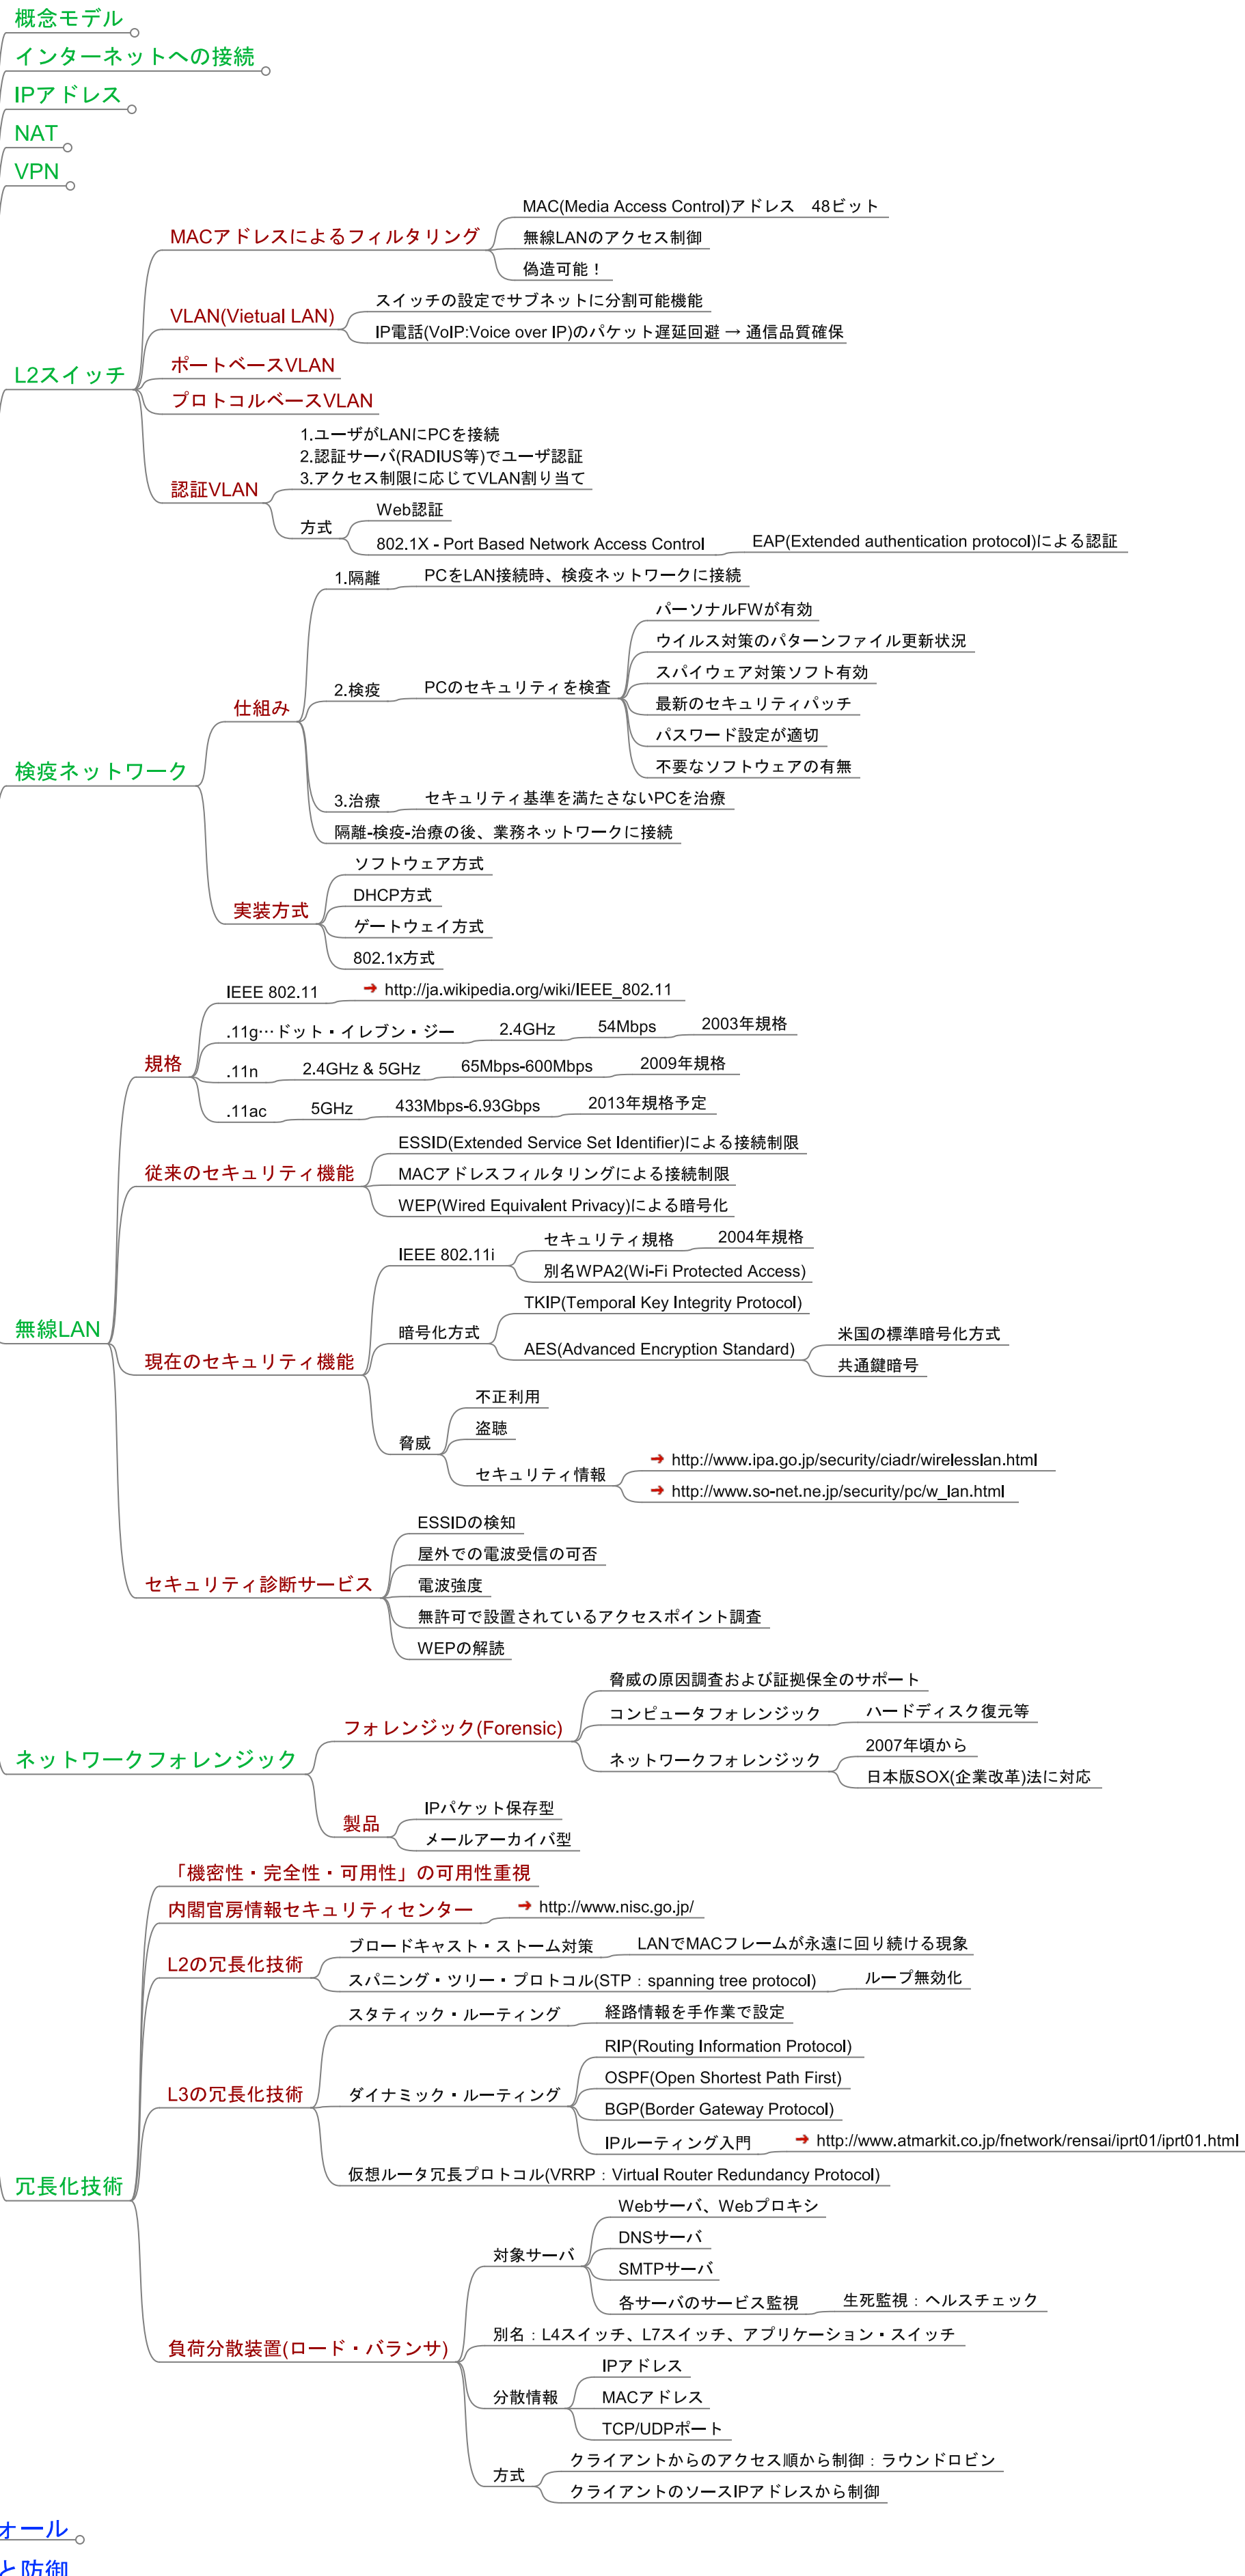 概念モデル
インターネットへの接続
IPアドレス
NAT
VPN
L2スイッチ
MACアドレスによるフィルタリング
MAC(Media Access Control)アドレス　48ビット
無線LANのアクセス制御
偽造可能！
VLAN(Vietual LAN)
スイッチの設定でサブネットに分割可能機能
IP電話(VoIP:Voice over IP)のパケット遅延回避 → 通信品質確保
ポートベースVLAN
プロトコルベースVLAN
認証VLAN
1.ユーザがLANにPCを接続
2.認証サーバ(RADIUS等)でユーザ認証
3.アクセス制限に応じてVLAN割り当て
方式
Web認証
802.1X - Port Based Network Access Control
EAP(Extended authentication protocol)による認証
検疫ネットワーク
仕組み
1.隔離
PCをLAN接続時、検疫ネットワークに接続
2.検疫
PCのセキュリティを検査
パーソナルFWが有効
ウイルス対策のパターンファイル更新状況
スパイウェア対策ソフト有効
最新のセキュリティパッチ
パスワード設定が適切
不要なソフトウェアの有無
3.治療
セキュリティ基準を満たさないPCを治療
隔離-検疫-治療の後、業務ネットワークに接続
実装方式
ソフトウェア方式
DHCP方式
ゲートウェイ方式
802.1x方式
無線LAN
規格
IEEE 802.11
➜ http://ja.wikipedia.org/wiki/IEEE_802.11
.11g…ドット・イレブン・ジー
2.4GHz
54Mbps
2003年規格
.11n
2.4GHz & 5GHz
65Mbps-600Mbps
2009年規格
.11ac
5GHz
433Mbps-6.93Gbps
2013年規格予定
従来のセキュリティ機能
ESSID(Extended Service Set Identifier)による接続制限
MACアドレスフィルタリングによる接続制限
WEP(Wired Equivalent Privacy)による暗号化
現在のセキュリティ機能
IEEE 802.11i
セキュリティ規格
2004年規格
別名WPA2(Wi-Fi Protected Access)
暗号化方式
TKIP(Temporal Key Integrity Protocol)
AES(Advanced Encryption Standard)
米国の標準暗号化方式
共通鍵暗号
脅威
不正利用
盗聴
セキュリティ情報
➜ http://www.ipa.go.jp/security/ciadr/wirelesslan.html
➜ http://www.so-net.ne.jp/security/pc/w_lan.html
セキュリティ診断サービス
ESSIDの検知
屋外での電波受信の可否
電波強度
無許可で設置されているアクセスポイント調査
WEPの解読
ネットワークフォレンジック
フォレンジック(Forensic)
脅威の原因調査および証拠保全のサポート
コンピュータフォレンジック
ハードディスク復元等
ネットワークフォレンジック
2007年頃から
日本版SOX(企業改革)法に対応
製品
IPパケット保存型
メールアーカイバ型
冗長化技術
「機密性・完全性・可用性」の可用性重視
内閣官房情報セキュリティセンター
➜ http://www.nisc.go.jp/
L2の冗長化技術
ブロードキャスト・ストーム対策
LANでMACフレームが永遠に回り続ける現象
スパニング・ツリー・プロトコル(STP：spanning tree protocol)
ループ無効化
L3の冗長化技術
スタティック・ルーティング
経路情報を手作業で設定
ダイナミック・ルーティング
RIP(Routing Information Protocol)
OSPF(Open Shortest Path First)
BGP(Border Gateway Protocol)
IPルーティング入門
➜ http://www.atmarkit.co.jp/fnetwork/rensai/iprt01/iprt01.html
仮想ルータ冗長プロトコル(VRRP：Virtual Router Redundancy Protocol)
負荷分散装置(ロード・バランサ)
対象サーバ
Webサーバ、Webプロキシ
DNSサーバ
SMTPサーバ
各サーバのサービス監視
生死監視：ヘルスチェック
別名：L4スイッチ、L7スイッチ、アプリケーション・スイッチ
分散情報
IPアドレス
MACアドレス
TCP/UDPポート
方式
クライアントからのアクセス順から制御：ラウンドロビン
クライアントのソースIPアドレスから制御
ォール
と防御